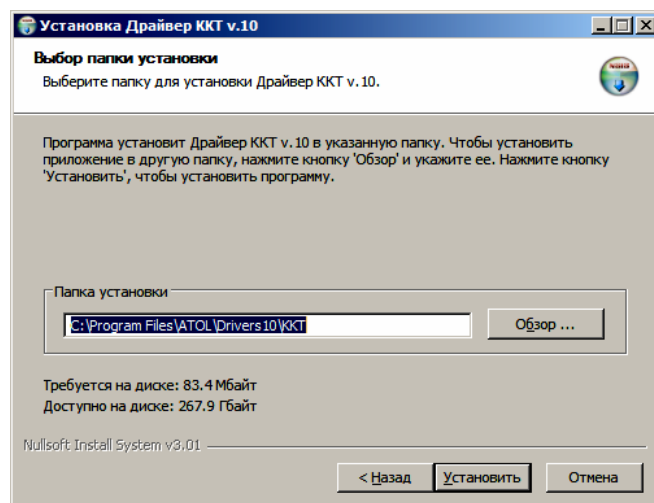 Установка Драйвер ККТ v.10
Выбор папки установки
Выберите папку для установки Драйвер ККТ v.10.
Программа установит Драйвер ККТ v.10 в указанную папку. Чтобы установить
приложение в другую папку, нажмите кнопку 'Обзор' и укажите ее. Нажмите кнопку
'Установить', чтобы установить программу.
Папка установки
C:\Program Files\ATOL\Drivers10\KKT
Обзор ...
Требуется на диске: 83.4 Мбайт
Доступно на диске: 267.9 Гбайт
Nullsoft Install System v3.01
< Назад
Установить
Отмена